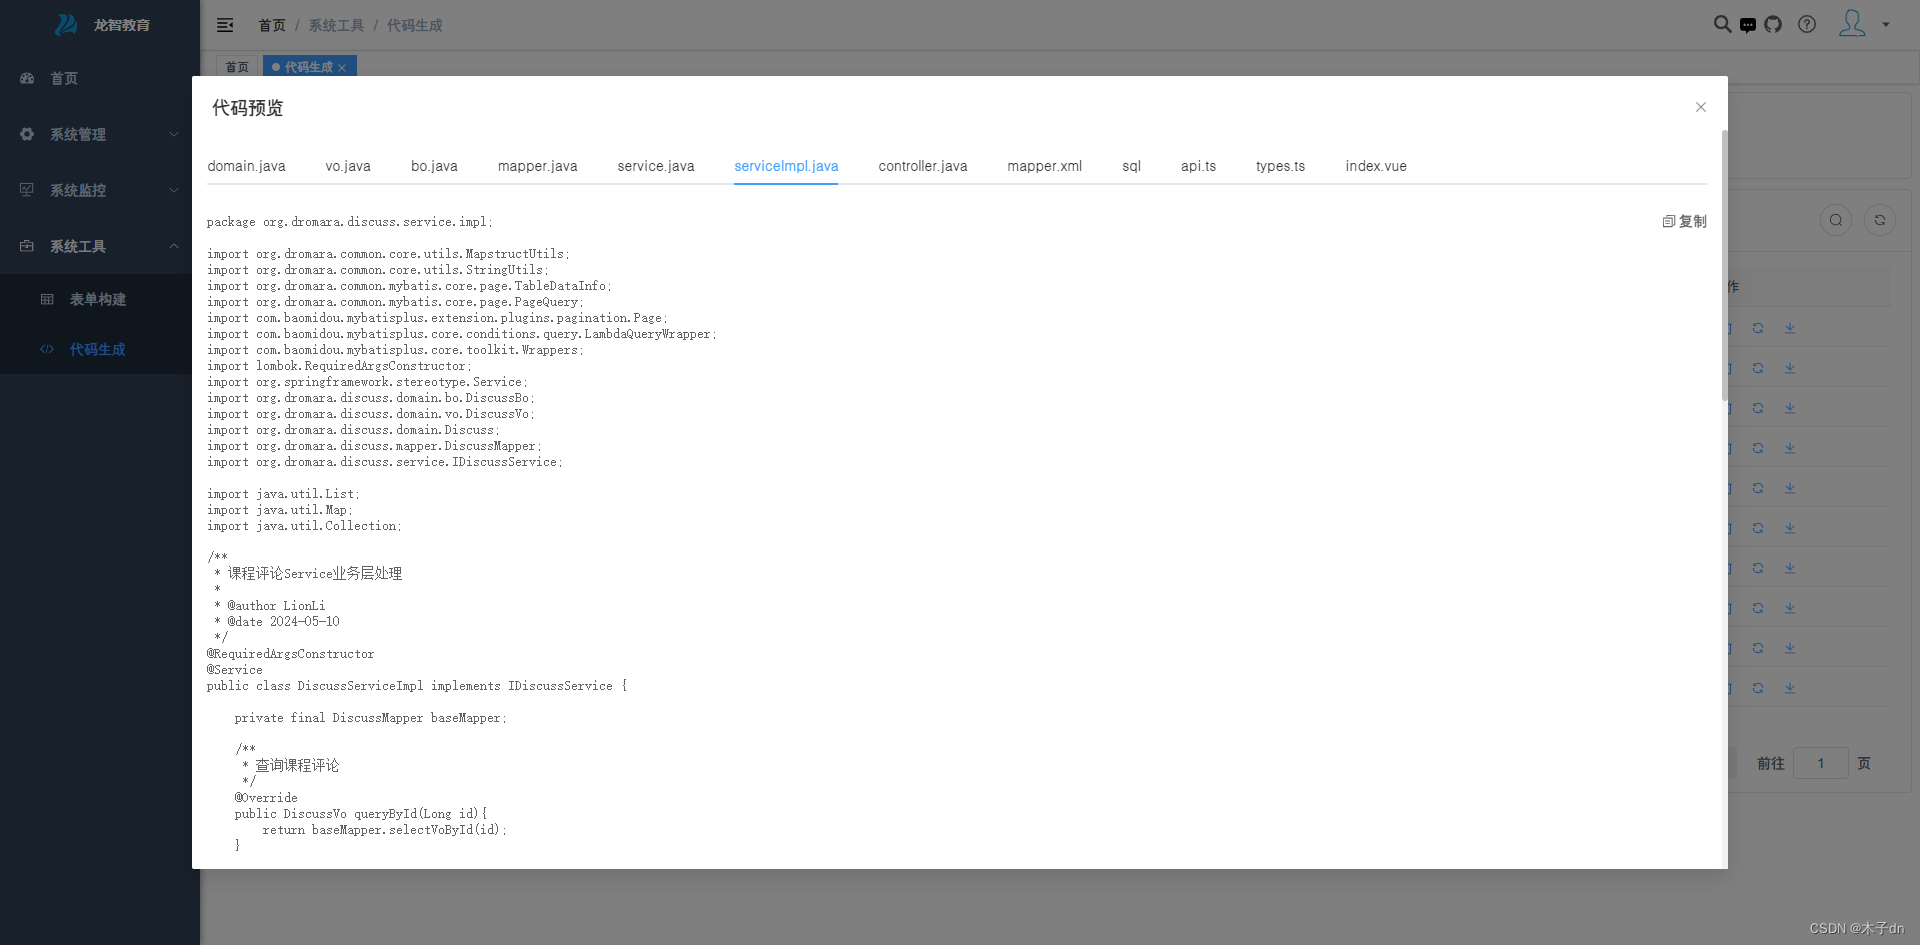 龙智教育
首页 / 系统工具 / 代码生成
首页
代码生成
首页
系统管理
系统监控
系统工具
表单构建
代码生成
代码预览
domain.java
vo.java
bo.java
mapper.java
service.java
serviceImpl.java
controller.java
mapper.xml
sql
api.ts
types.ts
index.vue
复制
package org.dromara.discuss.service.impl;
import org.dromara.common.core.utils.MapstructUtils;
import org.dromara.common.core.utils.StringUtils;
import org.dromara.common.mybatis.core.page.TableDataInfo;
import org.dromara.common.mybatis.core.page.PageQuery;
import com.baomidou.mybatisplus.extension.plugins.pagination.Page;
import com.baomidou.mybatisplus.core.conditions.query.LambdaQueryWrapper;
import com.baomidou.mybatisplus.core.toolkit.Wrappers;
import lombok.RequiredArgsConstructor;
import org.springframework.stereotype.Service;
import org.dromara.discuss.domain.bo.DiscussBo;
import org.dromara.discuss.domain.vo.DiscussVo;
import org.dromara.discuss.domain.Discuss;
import org.dromara.discuss.mapper.DiscussMapper;
import org.dromara.discuss.service.IDiscussService;
import java.util.List;
import java.util.Map;
import java.util.Collection;
/**
 * 课程评论Service业务层处理
 *
 * @author LionLi
 * @date 2024-05-10
 */
@RequiredArgsConstructor
@Service
public class DiscussServiceImpl implements IDiscussService {
    private final DiscussMapper baseMapper;
    /**
     * 查询课程评论
     */
    @Override
    public DiscussVo queryById(Long id){
        return baseMapper.selectVoById(id);
    }
作
前往 1 页
CSDN @木子dn